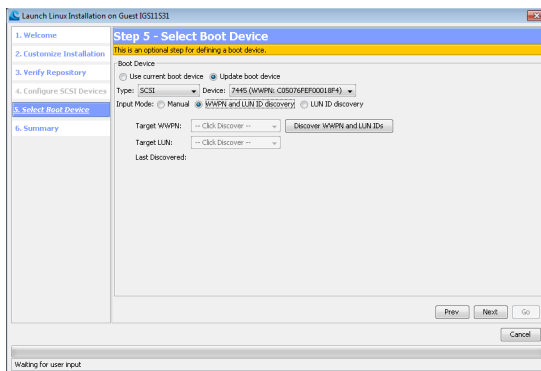 Launch Linux Installation on Guest IGS11531
1. Welcome
2. Customize Installation
3. Verify Repository
4. Configure SCSI Devices
5. Select Boot Device
6. Summary
Step 5 - Select Boot Device
This is an optional step for defining a boot device.
Boot Device
Use current boot device Update boot device
Type: SCSI Device: 7445 (WWPN: C05076FEF00018F4)
Input Mode: Manual WWPN and LUN ID discovery LUN ID discovery
Target WWPN: -- Click Discover -- Discover WWPN and LUN IDs
Target LUN: -- Click Discover --
Last Discovered:
Prev Next Go
Cancel
Waiting for user input